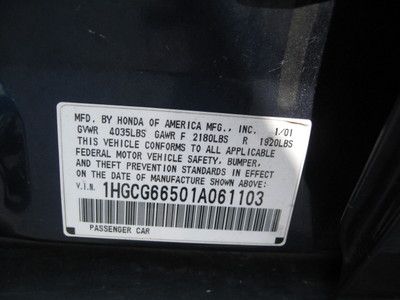 MFD. BY HONDA OF AMERICA MFG., INC. 1/01
GVWR 4035LBS GAWR F 2180LBS R 1920LBS
THIS VEHICLE CONFORMS TO ALL APPLICABLE
FEDERAL MOTOR VEHICLE SAFETY, BUMPER,
AND THEFT PREVENTION STANDARDS IN EFFECT
ON THE DATE OF MANUFACTURE SHOWN ABOVE:
V.I.N. 1HGCG66501A061103
PASSENGER CAR